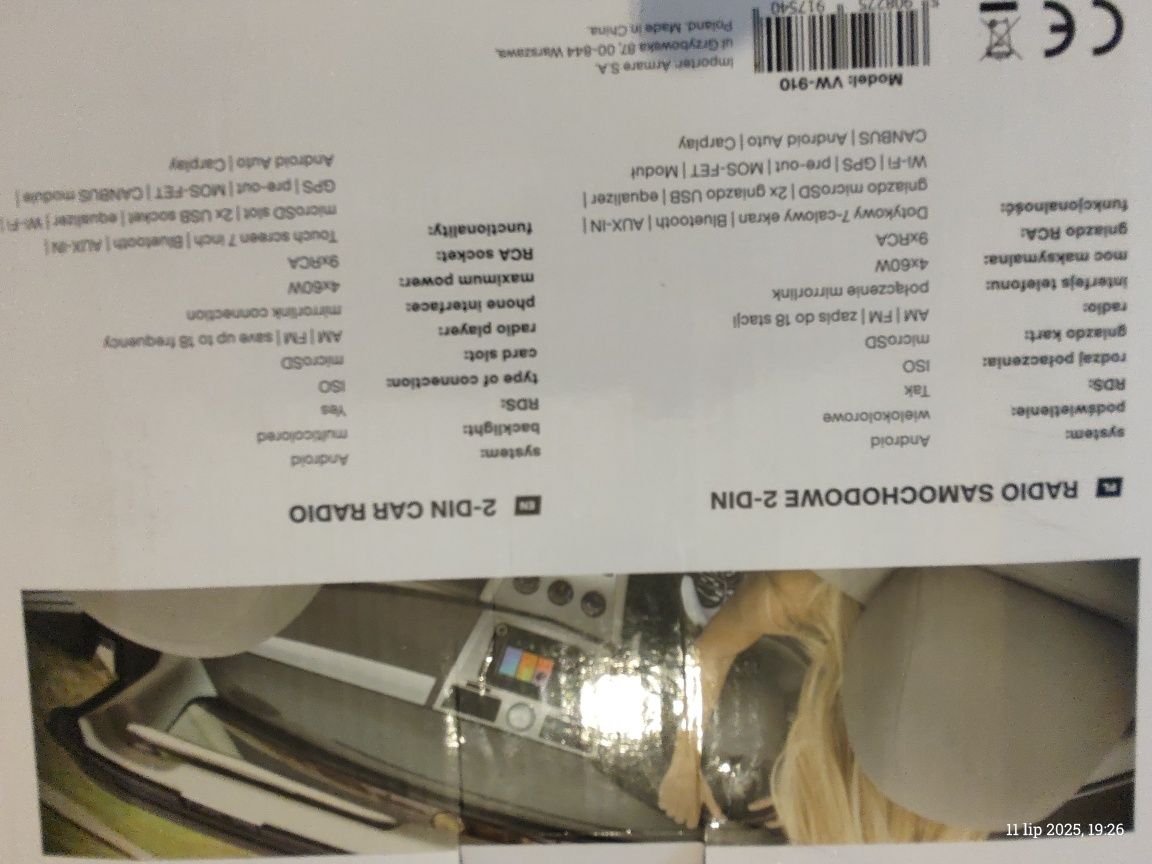 PL RADIO SAMOCHODOWE 2-DIN
system: Android
podświetlenie: wielokolorowe
RDS: Tak
rodzaj połączenia: ISO
gniazdo kart: microSD
radio: AM | FM | zapis do 18 stacji
interfejs telefonu: połączenie mirrorlink
moc maksymalna: 4x60W
gniazdo RCA: 9xRCA
funkcjonalność: Dotykowy 7-calowy ekran | Bluetooth | AUX-IN |
gniazdo microSD | 2x gniazdo USB | equalizer |
Wi-Fi | GPS | pre-out | MOS-FET | Moduł
CANBUS | Android Auto | Carplay
EN 2-DIN CAR RADIO
system: Android
backlight: multicolored
RDS: Yes
type of connection: ISO
card slot: microSD
radio player: AM | FM | save up to 18 frequency
phone interface: mirrorlink connection
maximum power: 4x60W
RCA socket: 9xRCA
functionality: Touch screen 7 inch | Bluetooth | AUX-IN |
microSD slot | 2x USB socket | equalizer | Wi-Fi |
GPS | pre-out | MOS-FET | CANBUS module |
Android Auto | Carplay
CE
Model: VW-910
5 908275 917540
Importer: Armare S.A.
ul Grzybowska 87, 00-844 Warszawa,
Poland. Made in China.
11 lip 2025, 19:26